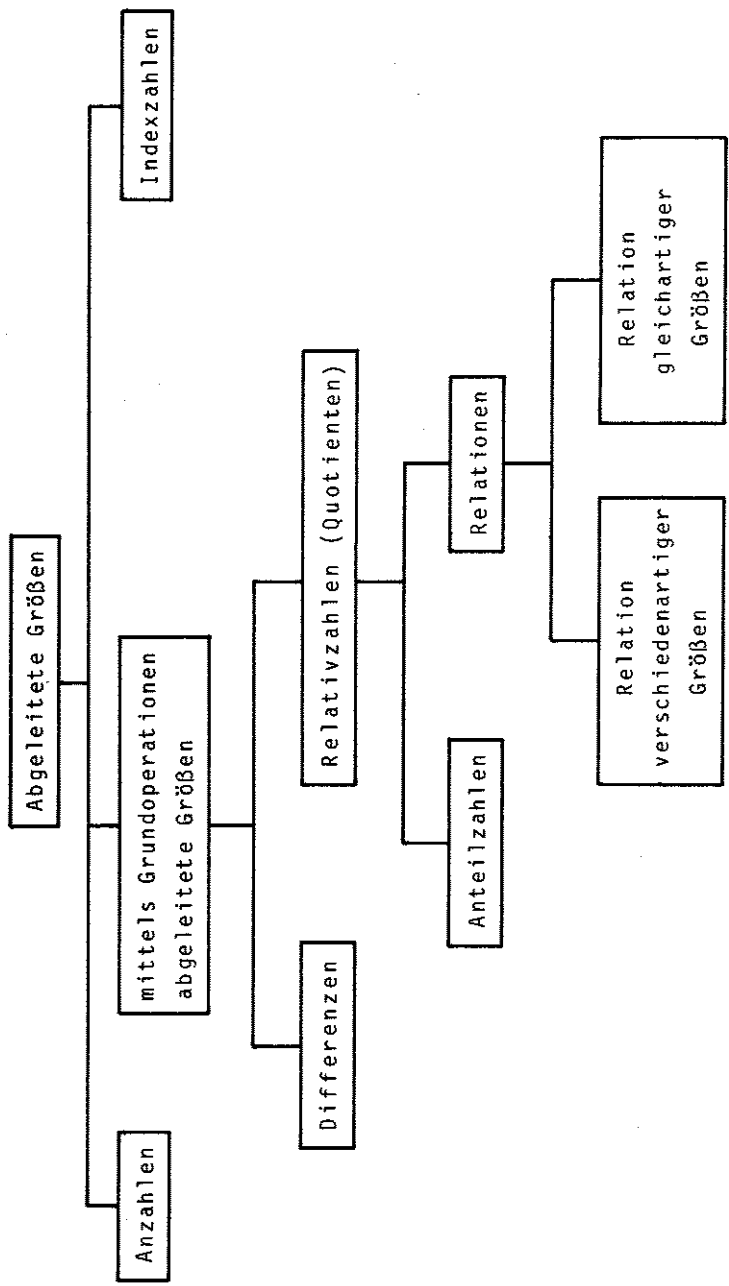 Abgeleitete Größen
Anzahlen
mittels Grundoperationen
abgeleitete Größen
Indexzahlen
Differenzen
Relativzahlen (Quotienten)
Anteilzahlen
Relationen
Relation
verschiedenartiger
Größen
Relation
gleichartiger
Größen